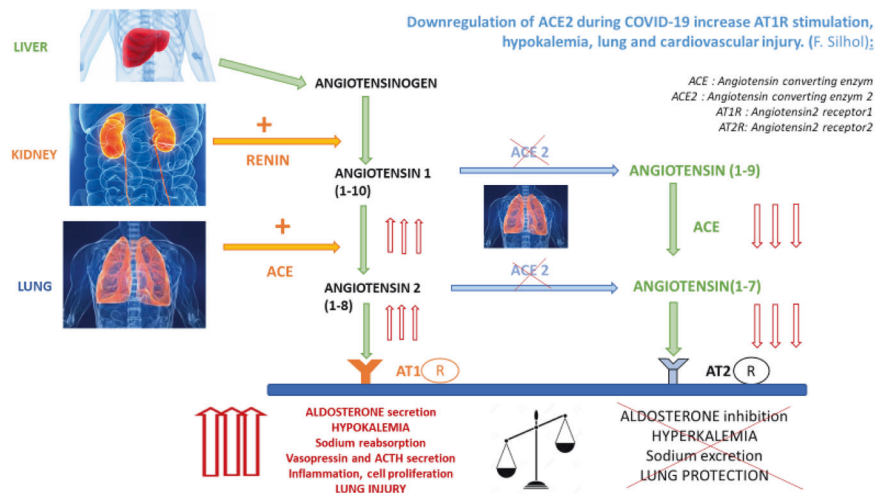 Downregulation of ACE2 during COVID-19 increase AT1R stimulation,
hypokalemia, lung and cardiovascular injury. (F. Silhol):
ACE : Angiotensin converting enzym
ACE2 : Angiotensin converting enzym 2
AT1R : Angiotensin2 receptor1
AT2R: Angiotensin2 receptor2
LIVER
ANGIOTENSINOGEN
KIDNEY
+
RENIN
ANGIOTENSIN 1
(1-10)
ACE 2
ANGIOTENSIN (1-9)
LUNG
+
ACE
ACE
ANGIOTENSIN 2
(1-8)
ACE 2
ANGIOTENSIN(1-7)
AT1 R
AT2 R
ALDOSTERONE secretion
HYPOKALEMIA
Sodium reabsorption
Vasopressin and ACTH secretion
Inflammation, cell proliferation
LUNG INJURY
ALDOSTERONE inhibition
HYPERKALEMIA
Sodium excretion
LUNG PROTECTION